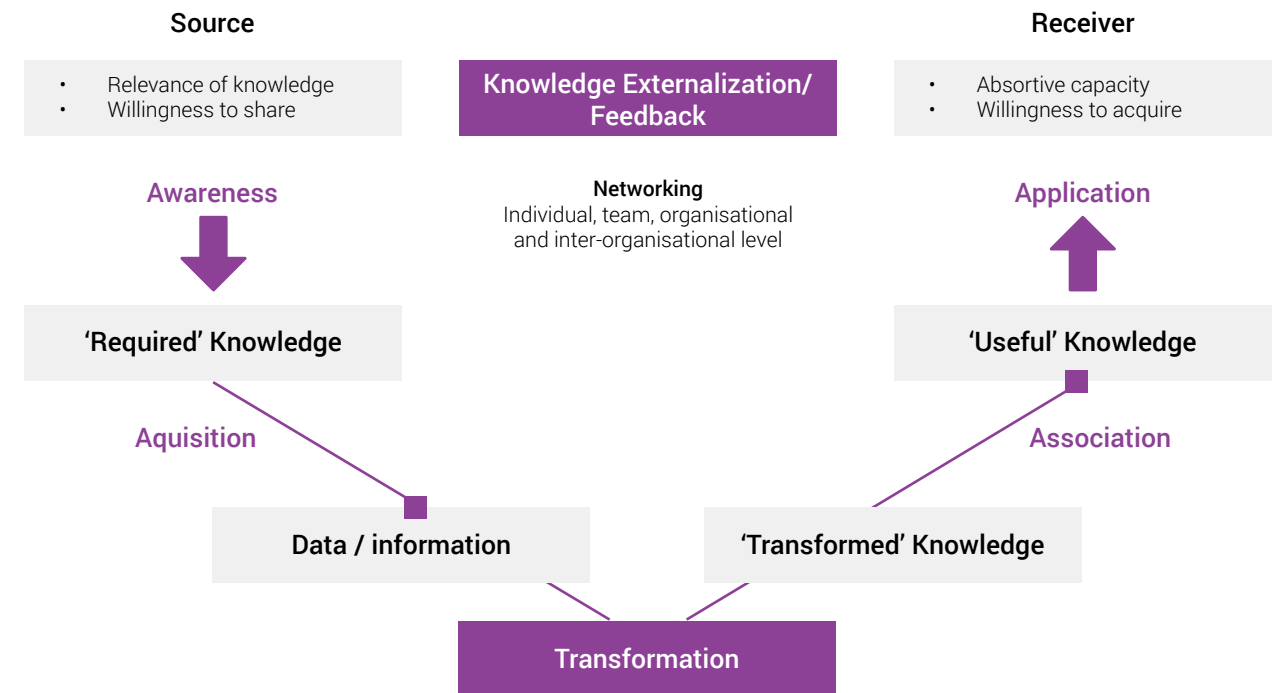 Source
Receiver
• Relevance of knowledge
• Willingness to share
Knowledge Externalization/
Feedback
• Absortive capacity
• Willingness to acquire
Awareness
Networking
Individual, team, organisational
and inter-organisational level
Application
‘Required’ Knowledge
‘Useful’ Knowledge
Aquisition
Association
Data / information
‘Transformed’ Knowledge
Transformation